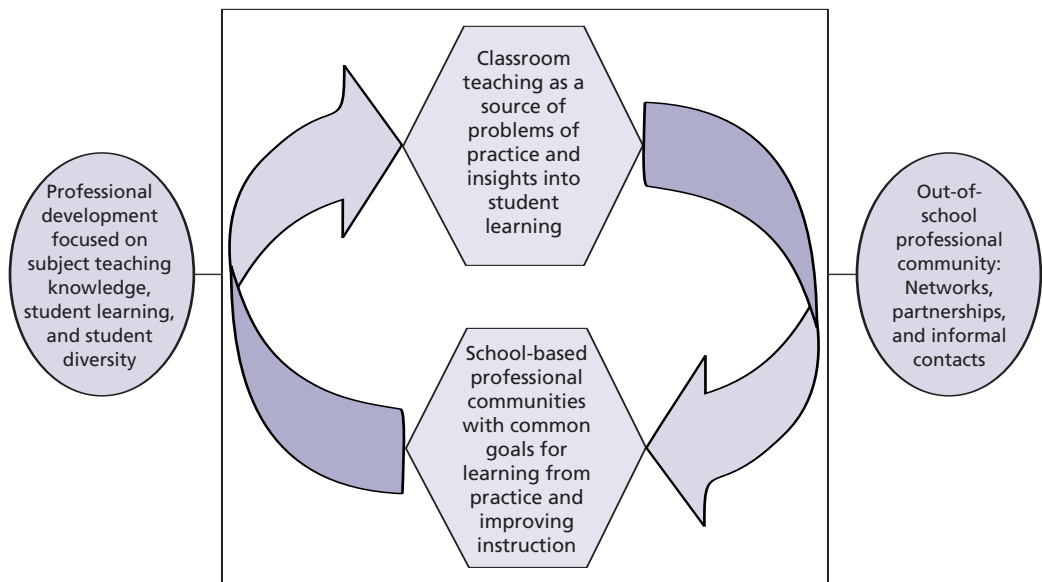 Professional
development
focused on
subject teaching
knowledge,
student learning,
and student
diversity
Classroom
teaching as a
source of
problems of
practice and
insights into
student
learning
School-based
professional
communities
with common
goals for
learning from
practice and
improving
instruction
Out-of-
school
professional
community:
Networks,
partnerships,
and informal
contacts